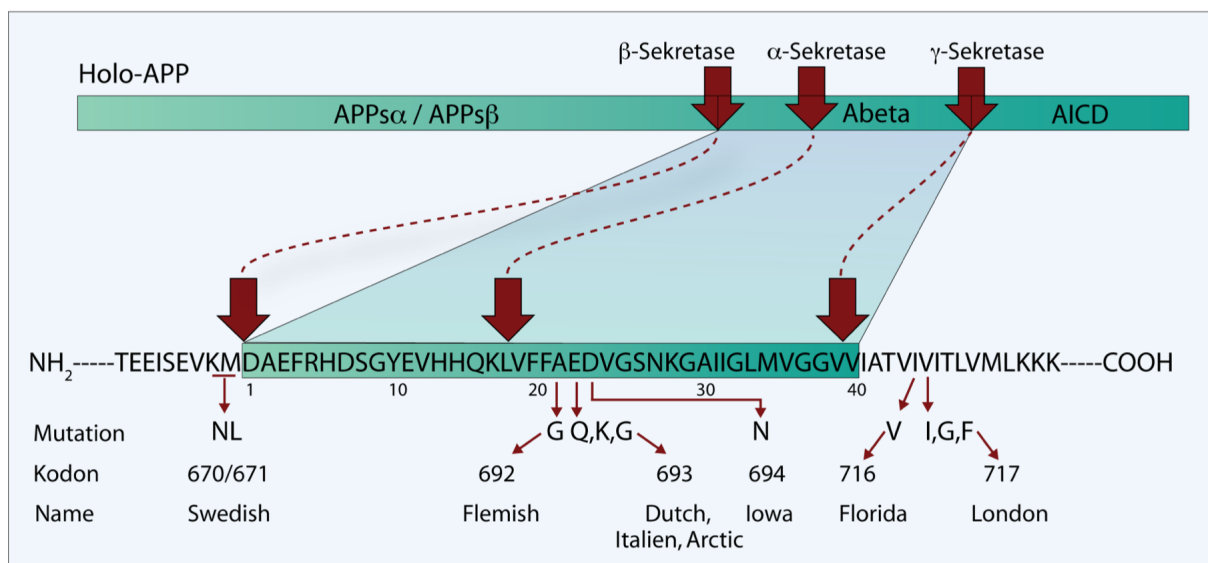 β-Sekretase α-Sekretase γ-Sekretase
Holo-APP
APPsα / APPsβ Abeta AICD
NH2-----TEEISEVKMDAEFRHDSGYEVHHQKLVFFAEDVGSNKGAIIGLMVGGVVIATVIVITLVMLKKK-----COOH
1 10 20 30 40
Mutation NL G Q,K,G N V I,G,F
Kodon 670/671 692 693 694 716 717
Name Swedish Flemish Dutch, Iowa Florida London
Italien, Arctic